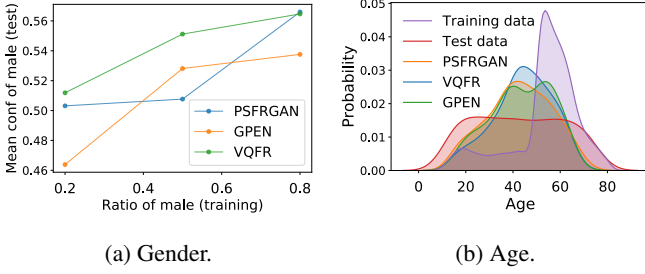 Mean conf of male (test)
0.56
0.54
0.52
0.50
0.48
0.46
0.2
0.4
0.6
0.8
Ratio of male (training)
PSFRGAN
GPEN
VQFR
(a) Gender.
Probability
0.05
0.04
0.03
0.02
0.01
0.00
0
20
40
60
80
Age
Training data
Test data
PSFRGAN
VQFR
GPEN
(b) Age.